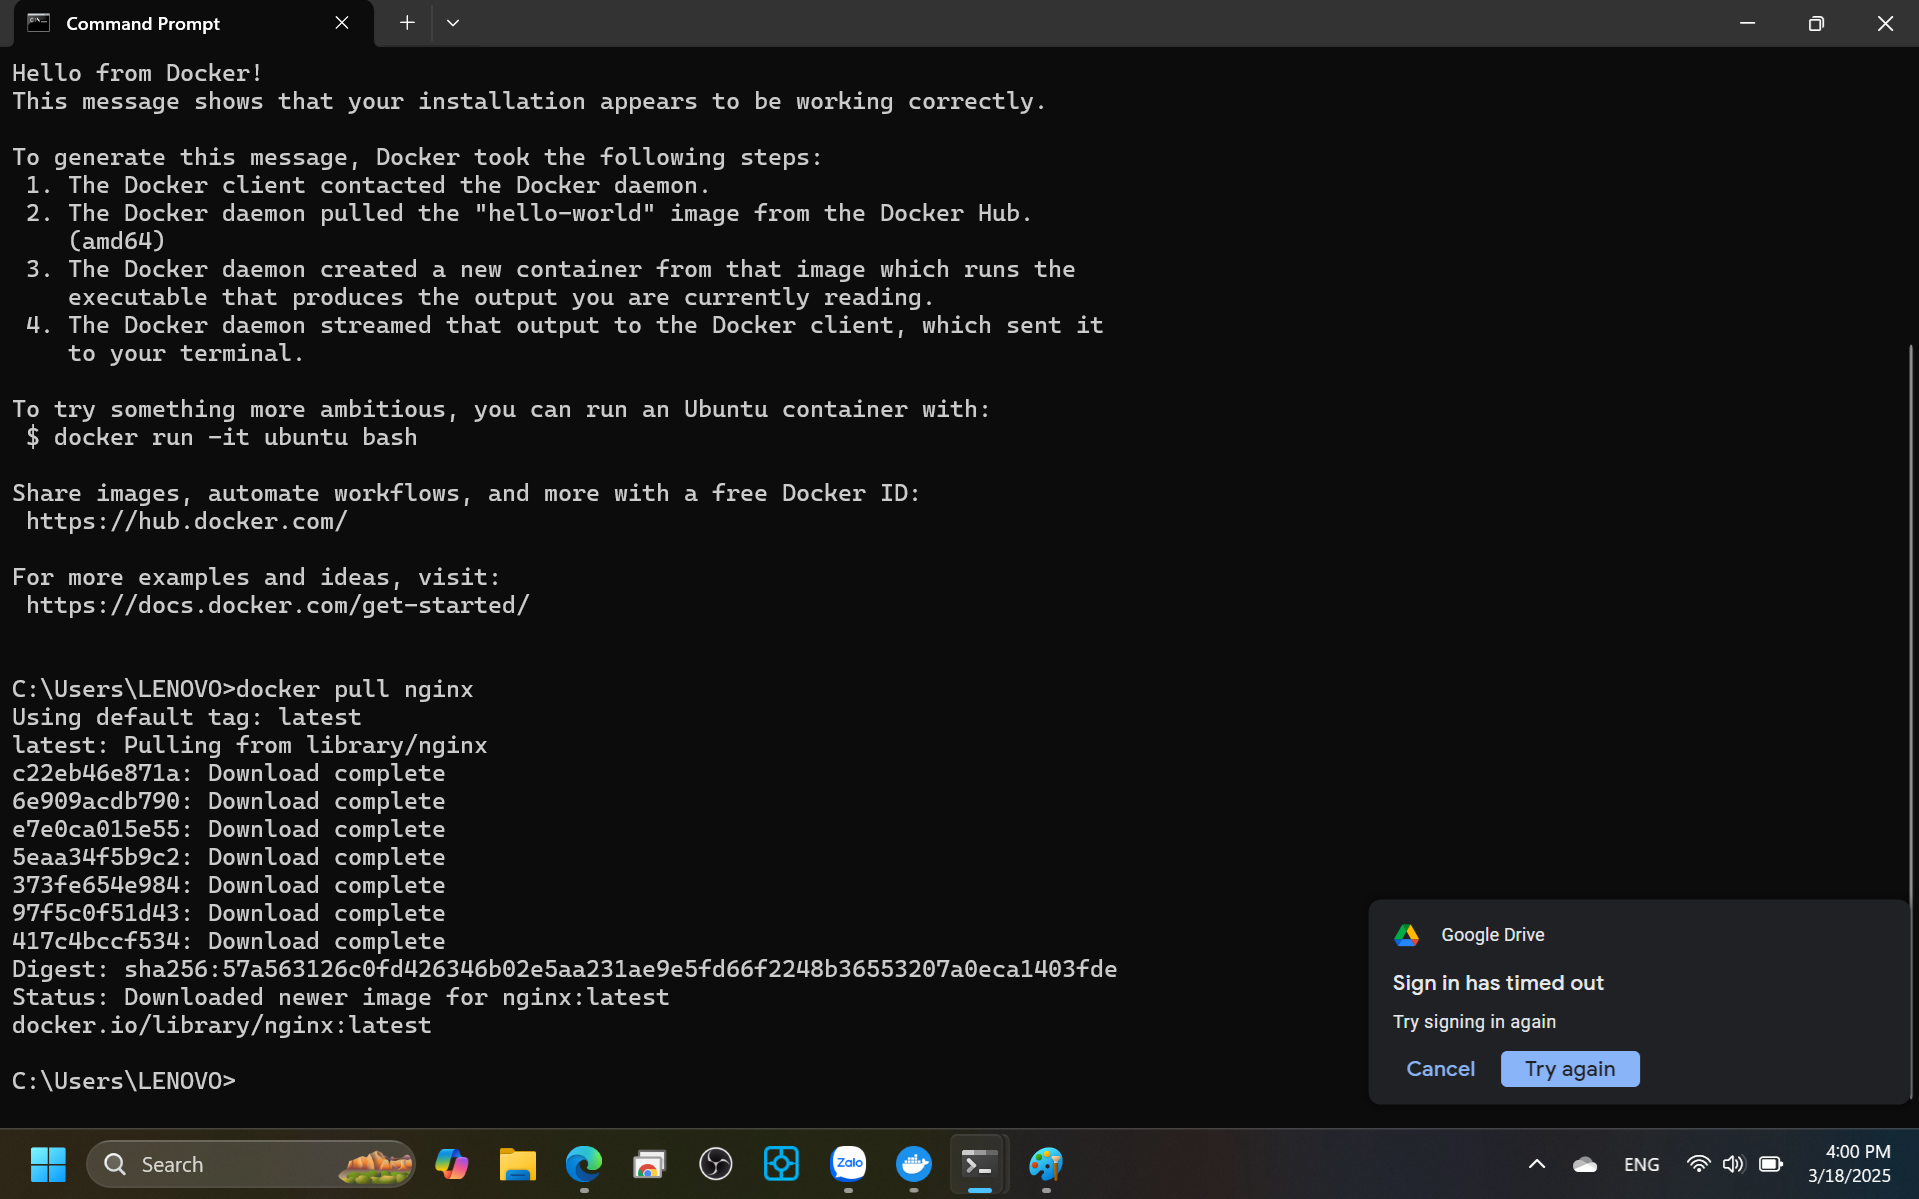 Command Prompt
Hello from Docker!
This message shows that your installation appears to be working correctly.
To generate this message, Docker took the following steps:
1. The Docker client contacted the Docker daemon.
2. The Docker daemon pulled the "hello-world" image from the Docker Hub.
(amd64)
3. The Docker daemon created a new container from that image which runs the
executable that produces the output you are currently reading.
4. The Docker daemon streamed that output to the Docker client, which sent it
to your terminal.
To try something more ambitious, you can run an Ubuntu container with:
$ docker run -it ubuntu bash
Share images, automate workflows, and more with a free Docker ID:
https://hub.docker.com/
For more examples and ideas, visit:
https://docs.docker.com/get-started/
C:\Users\LENOVO>docker pull nginx
Using default tag: latest
latest: Pulling from library/nginx
c22eb46e871a: Download complete
6e909acdb790: Download complete
e7e0ca015e55: Download complete
5eaa34f5b9c2: Download complete
373fe654e984: Download complete
97f5c0f51d43: Download complete
417c4bccf534: Download complete
Digest: sha256:57a563126c0fd426346b02e5aa231ae9e5fd66f2248b36553207a0eca1403fde
Status: Downloaded newer image for nginx:latest
docker.io/library/nginx:latest
C:\Users\LENOVO>
Google Drive
Sign in has timed out
Try signing in again
Cancel Try again
Search
Zalo
ENG
4:00 PM
3/18/2025